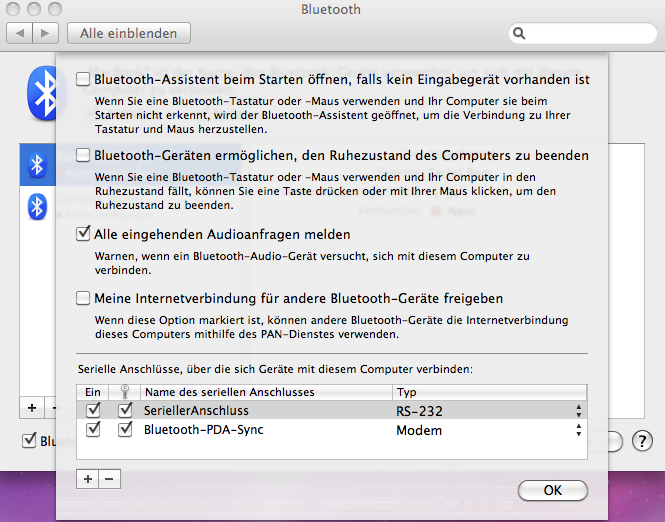 Bluetooth
Alle einblenden
Bluetooth-Assistent beim Starten öffnen, falls kein Eingabegerät vorhanden ist
Wenn Sie eine Bluetooth-Tastatur oder -Maus verwenden und Ihr Computer sie beim
Starten nicht erkennt, wird der Bluetooth-Assistent geöffnet, um die Verbindung zu Ihrer
Tastatur und Maus herzustellen.
Bluetooth-Geräten ermöglichen, den Ruhezustand des Computers zu beenden
Wenn Sie eine Bluetooth-Tastatur oder -Maus verwenden und Ihr Computer in den
Ruhezustand fällt, können Sie eine Taste drücken oder mit Ihrer Maus klicken, um den
Ruhezustand zu beenden.
Alle eingehenden Audioanfragen melden
Warnen, wenn ein Bluetooth-Audio-Gerät versucht, sich mit diesem Computer zu
verbinden.
Meine Internetverbindung für andere Bluetooth-Geräte freigeben
Wenn diese Option markiert ist, können andere Bluetooth-Geräte die Internetverbindung
dieses Computers mithilfe des PAN-Dienstes verwenden.
Serielle Anschlüsse, über die sich Geräte mit diesem Computer verbinden:
Ein Name des seriellen Anschlusses Typ
SeriellerAnschluss RS-232
Bluetooth-PDA-Sync Modem
+ −
+ −
Blu
?
OK